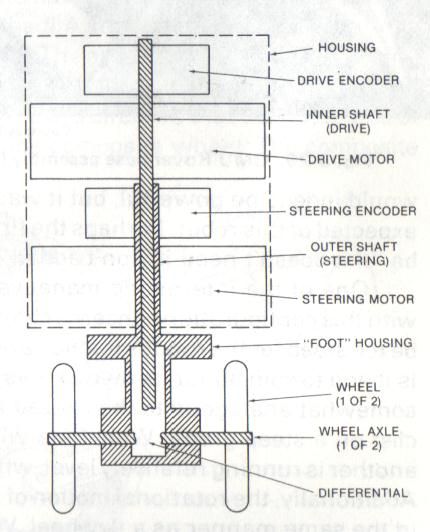 HOUSING
DRIVE ENCODER
INNER SHAFT
(DRIVE)
DRIVE MOTOR
STEERING ENCODER
OUTER SHAFT
(STEERING)
STEERING MOTOR
"FOOT" HOUSING
WHEEL
(1 OF 2)
WHEEL AXLE
(1 OF 2)
DIFFERENTIAL